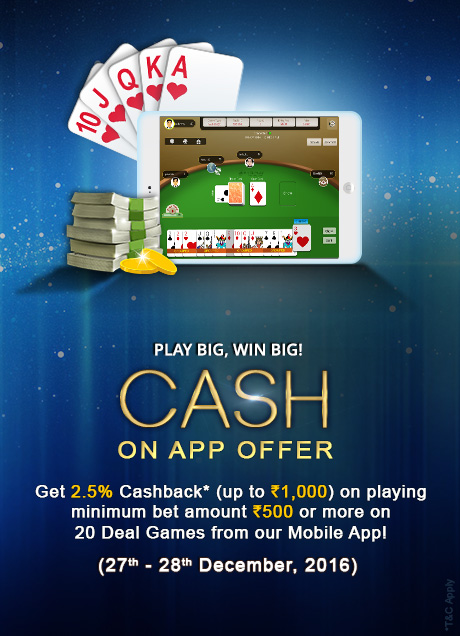 10 J Q K A
PLAY BIG, WIN BIG!
CASH
ON APP OFFER
Get 2.5% Cashback* (up to ₹1,000) on playing
minimum bet amount ₹500 or more on
20 Deal Games from our Mobile App!
(27th - 28th December, 2016)
*T&C Apply